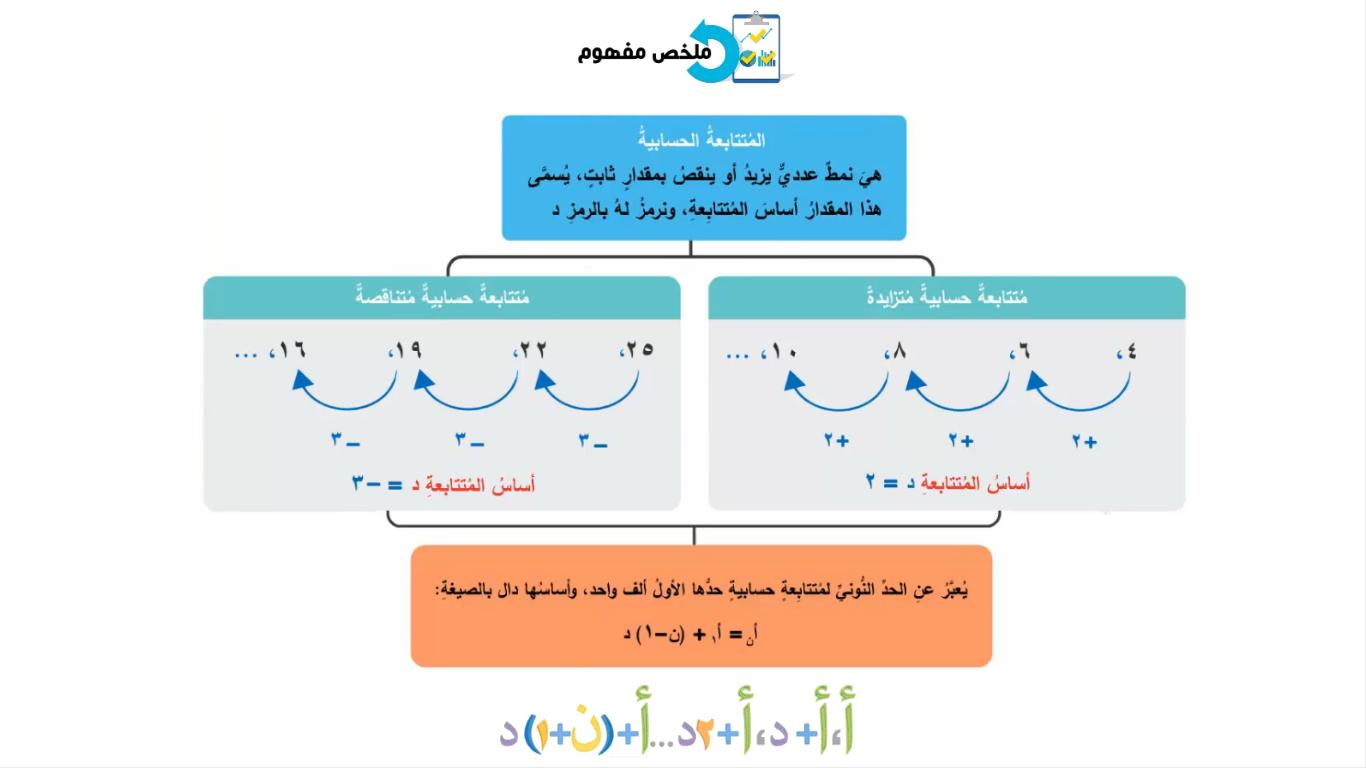 ملخص مفهوم
المُتتابعةُ الحسابيةُ
هيَ نمطٌ عدديٌّ يزيدُ أو ينقصُ بمقدارٍ ثابتٍ، يُسمَّى
هذا المقدارُ أساسَ المُتتابِعةِ، ونرمزُ لهُ بالرمزِ د
مُتتابعةٌ حسابيةٌ مُتزايدةٌ
٤، ٦، ٨، ١٠، ...
+٢ +٢ +٢
أساسُ المُتتابعةِ د = ٢
مُتتابعةٌ حسابيةٌ مُتناقصةٌ
٢٥، ٢٢، ١٩، ١٦، ...
−٣ −٣ −٣
أساسُ المُتتابعةِ د = −٣
يُعبَّرُ عنِ الحدِّ النُّونيِّ لمُتتابِعةٍ حسابيةٍ حدُّها الأولُ ألف واحد، وأساسُها دال بالصيغةِ:
أن = أ١ + (ن−١) د
أ،أ+د،أ+٢د...أ+(ن+١)د